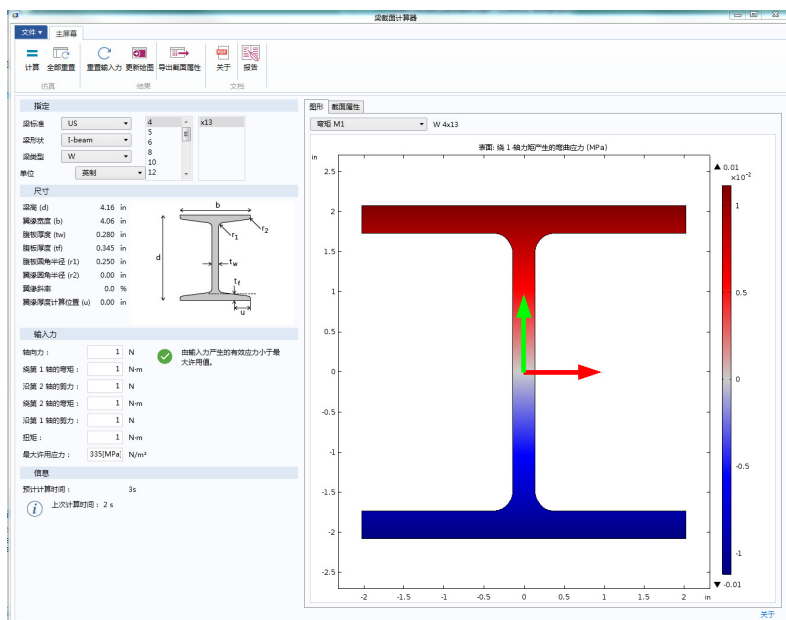 梁截面计算器
文件▼ 主屏幕
计算 全部重置 重置输入力 更新绘图 导出截面属性 关于 报告
仿真 结果 文档
指定
梁标准 US
梁形状 I-beam
梁类型 W
单位 英制
4
5
6
8
10
12
x13
尺寸
梁高 (d) 4.16 in
翼缘宽度 (b) 4.06 in
腹板厚度 (tw) 0.280 in
腹板厚度 (tf) 0.345 in
腹板圆角半径 (r1) 0.250 in
翼缘圆角半径 (r2) 0.00 in
翼缘斜率 0.0 %
翼缘厚度计算位置 (u) 0.00 in
b
r2
r1
d
tw
tf
u
输入力
轴向力： 1 N
绕第 1 轴的弯矩： 1 N·m
沿第 2 轴的剪力： 1 N
绕第 2 轴的弯矩： 1 N·m
沿第 1 轴的剪力： 1 N
扭矩： 1 N·m
最大许用应力： 335[MPa] N/m²
由输入力产生的有效应力小于最
大许用值。
信息
预计计算时间： 3s
上次计算时间： 2 s
图形 截面属性
弯矩 M1 W 4x13
表面: 绕 1-轴力矩产生的弯曲应力 (MPa)
in
2.5
2
1.5
1
0.5
0
-0.5
-1
-1.5
-2
-2.5
-2 -1.5 -1 -0.5 0 0.5 1 1.5 2 in
▲ 0.01
×10⁻²
1
0.5
0
-0.5
-1
▼ -0.01
关于